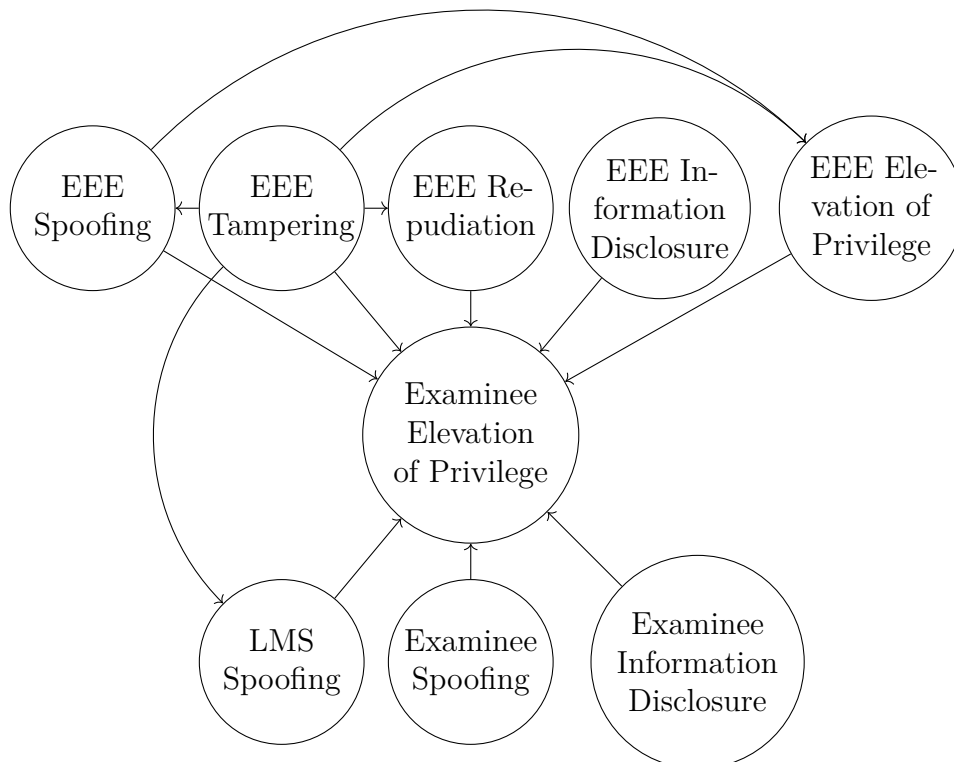 EEE
Spoofing
EEE
Tampering
EEE Re-
pudiation
EEE In-
formation
Disclosure
EEE Ele-
vation of
Privilege
Examinee
Elevation
of Privilege
LMS
Spoofing
Examinee
Spoofing
Examinee
Information
Disclosure